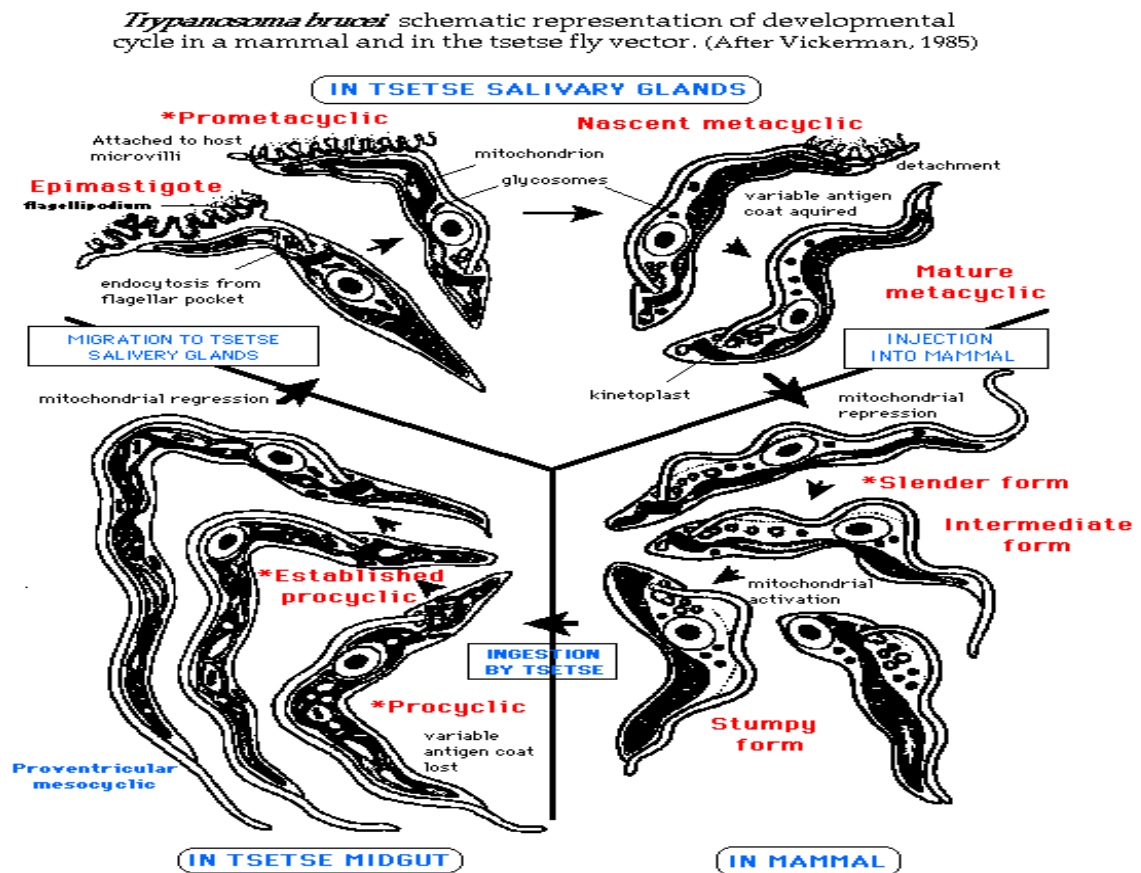 Trypanosoma brucei schematic representation of developmental
cycle in a mammal and in the tsetse fly vector. (After Vickerman, 1985)
IN TSETSE SALIVARY GLANDS
*Prometacyclic
Nascent metacyclic
Attached to host
microvilli
mitochondrion
glycosomes
detachment
Epimastigote
flagellipodium
variable antigen
coat aquired
endocytosis from
flagellar pocket
Mature
metacyclic
MIGRATION TO TSETSE
SALIVERY GLANDS
INJECTION
INTO MAMMAL
kinetoplast
mitochondrial regression
mitochondrial
repression
*Slender form
Intermediate
form
*Established
procyclic
mitochondrial
activation
INGESTION
BY TSETSE
*Procyclic
Stumpy
form
variable
antigen coat
lost
Proventricular
mesocyclic
IN TSETSE MIDGUT
IN MAMMAL